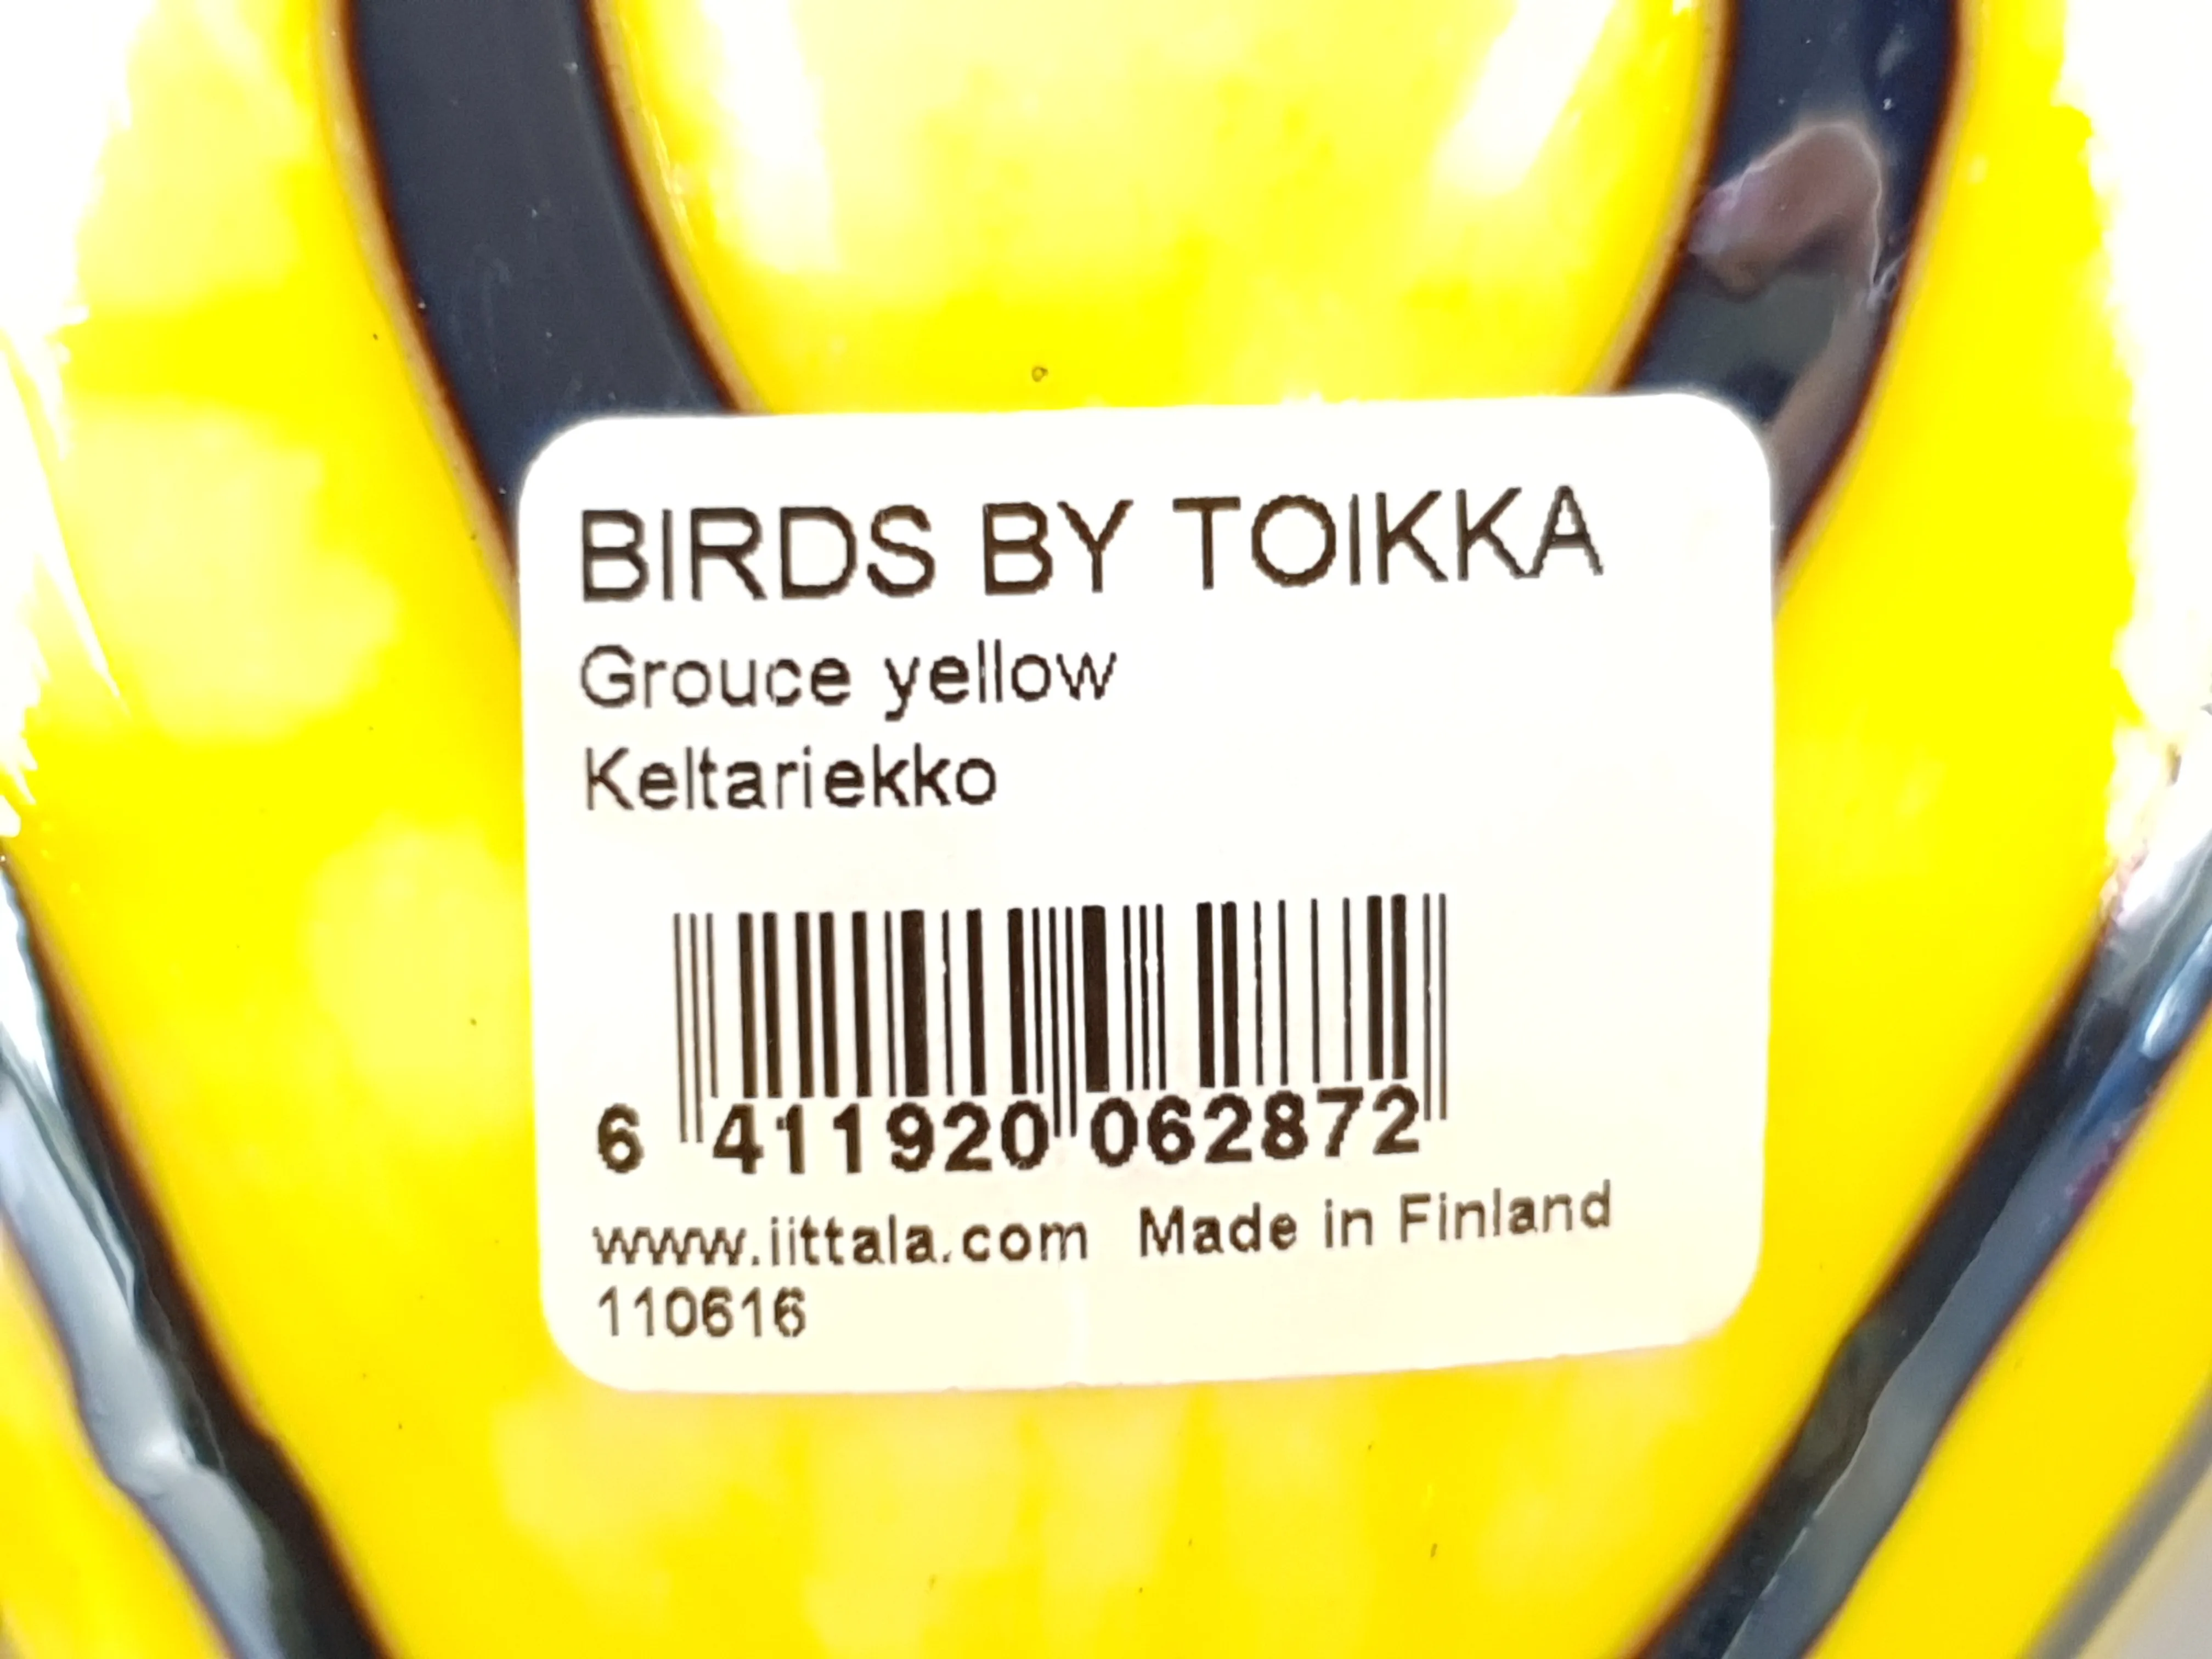 BIRDS BY TOIKKA
Grouce yellow
Keltariekko
6 411920 062872
www.iittala.com Made in Finland
110616